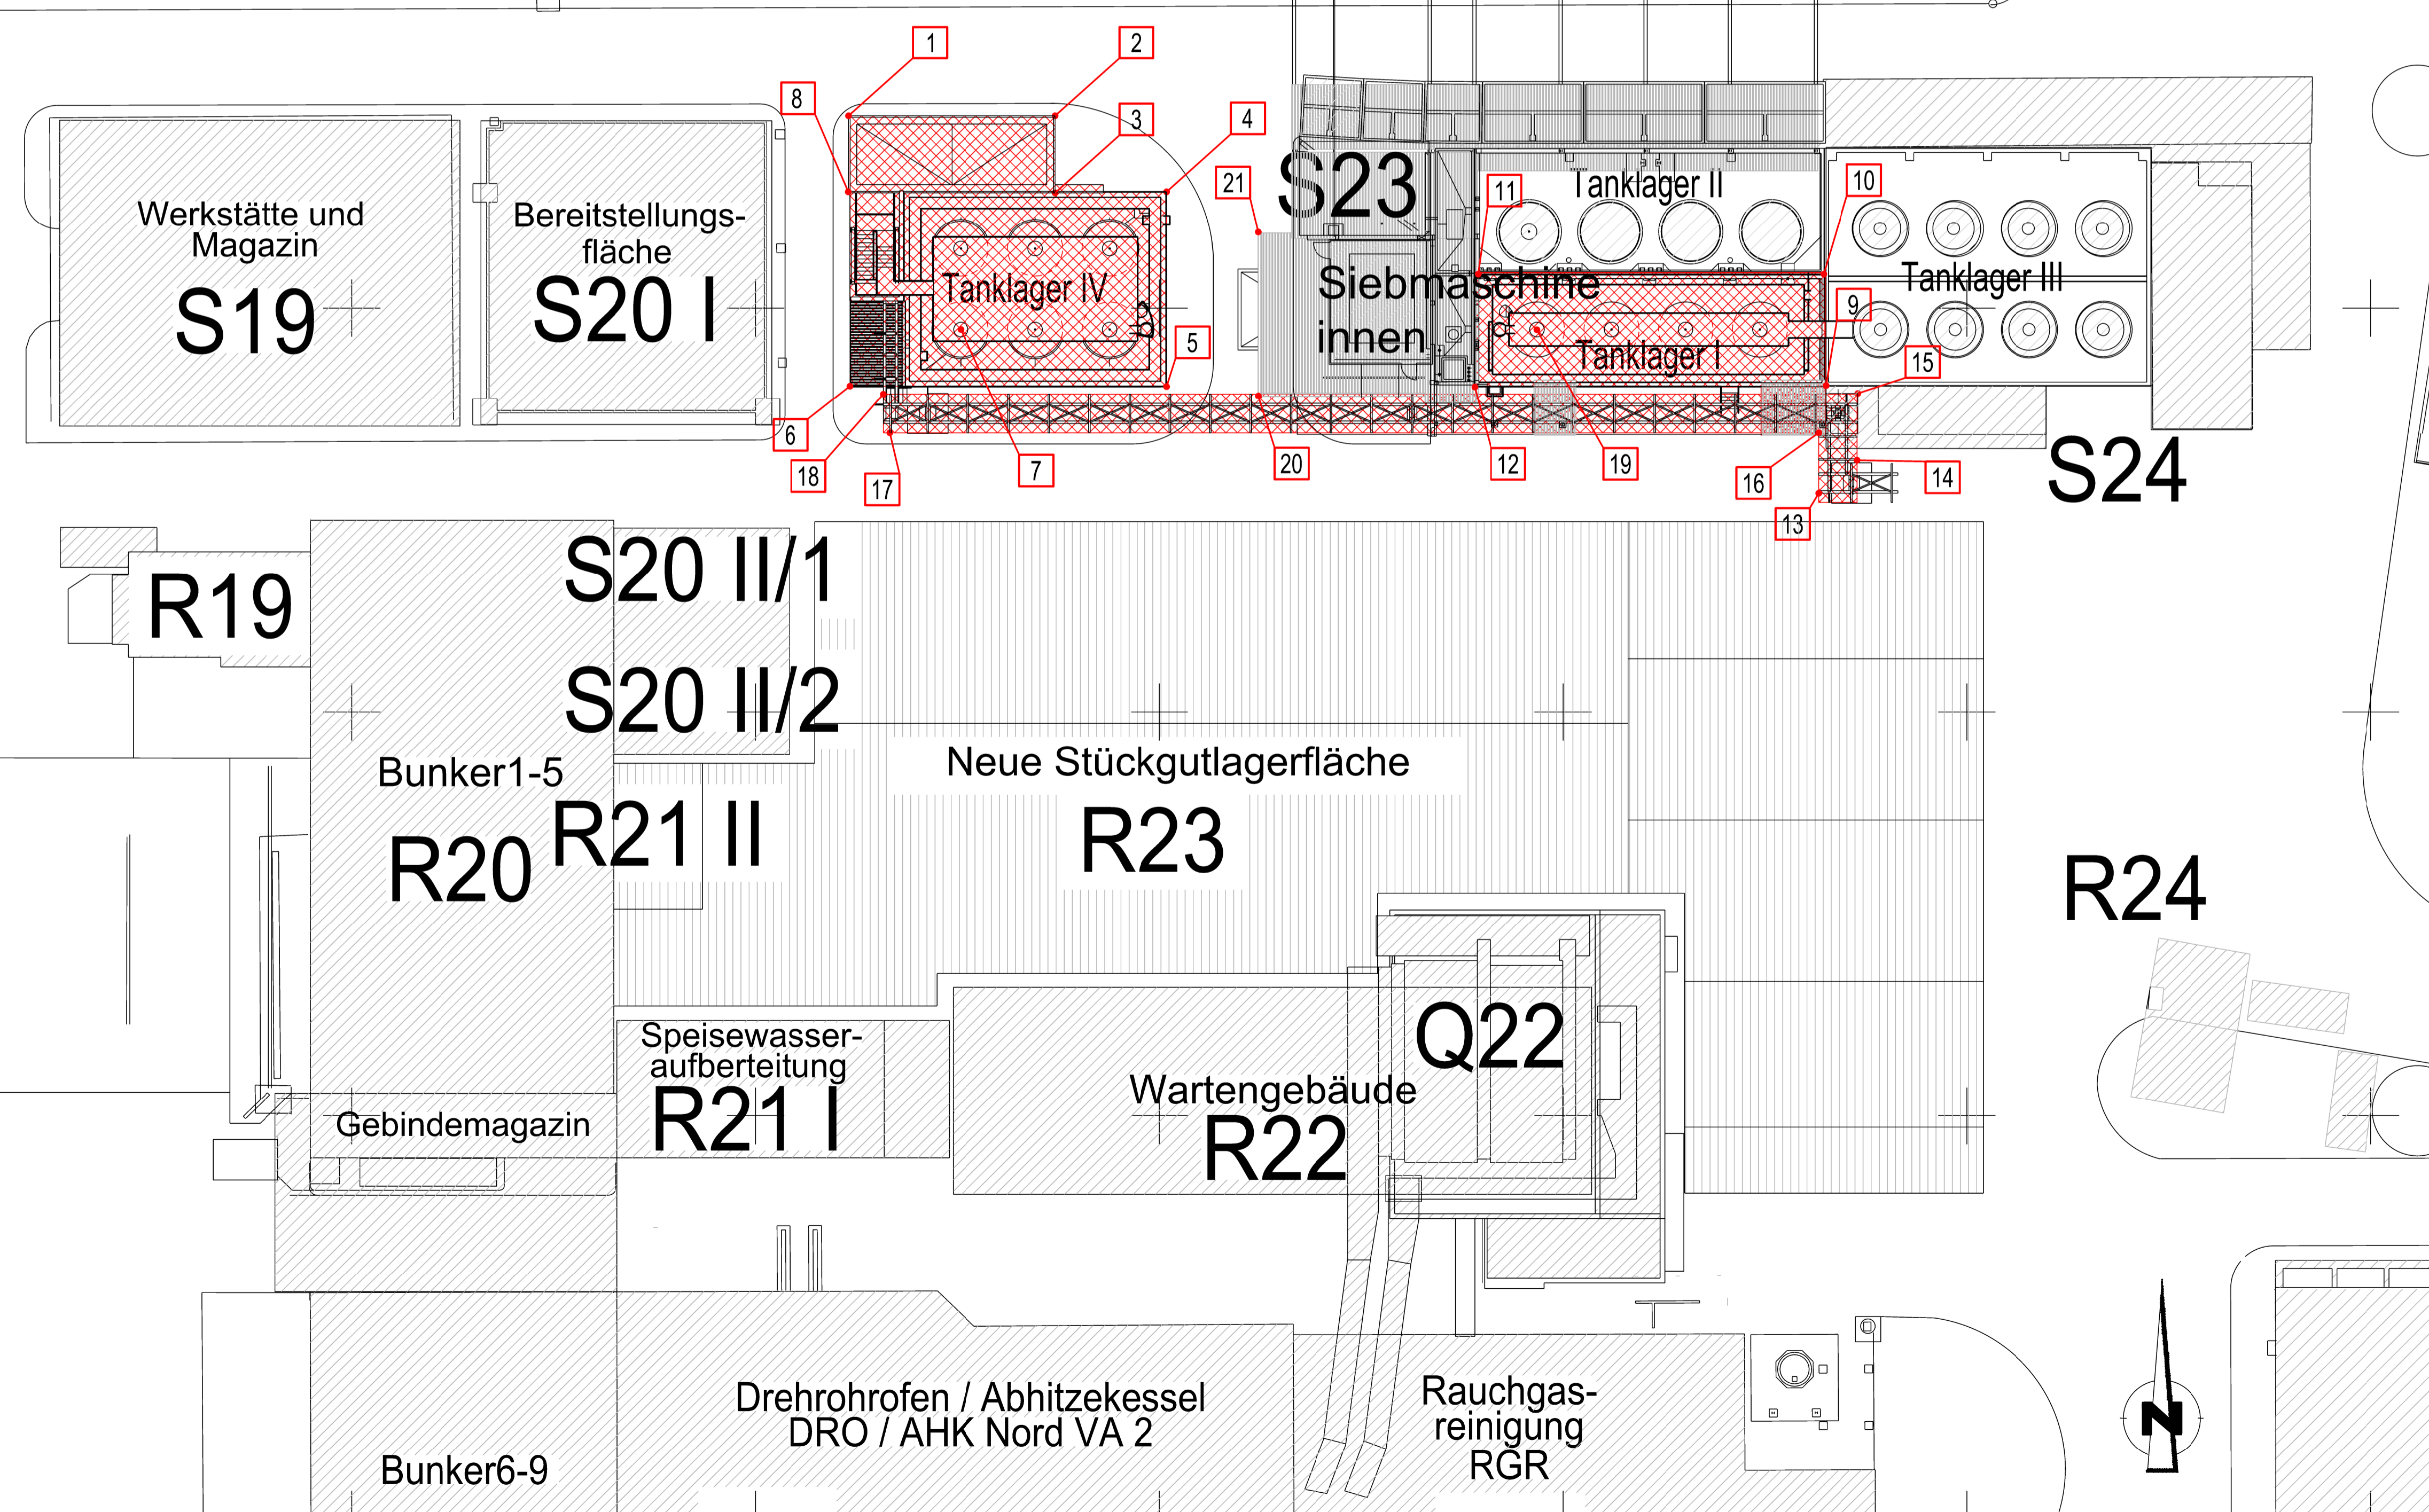 1
2
8
3
4
S23
21
11
Tanklager II
10
Werkstätte und
Magazin
S19
Bereitstellungs-
fläche
S20 I
Tanklager IV
Siebmaschine
innen
Tanklager III
9
Tanklager I
5
15
6
18
17
7
20
12
19
16
14
13
S24
R19
S20 II/1
S20 II/2
Bunker1-5
R20
R21 II
Neue Stückgutlagerfläche
R23
R24
Q22
Speisewasser-
aufberteitung
R21 I
Wartengebäude
R22
Gebindemagazin
Drehrohrofen / Abhitzekessel
DRO / AHK Nord VA 2
Rauchgas-
reinigung
RGR
Bunker6-9
N